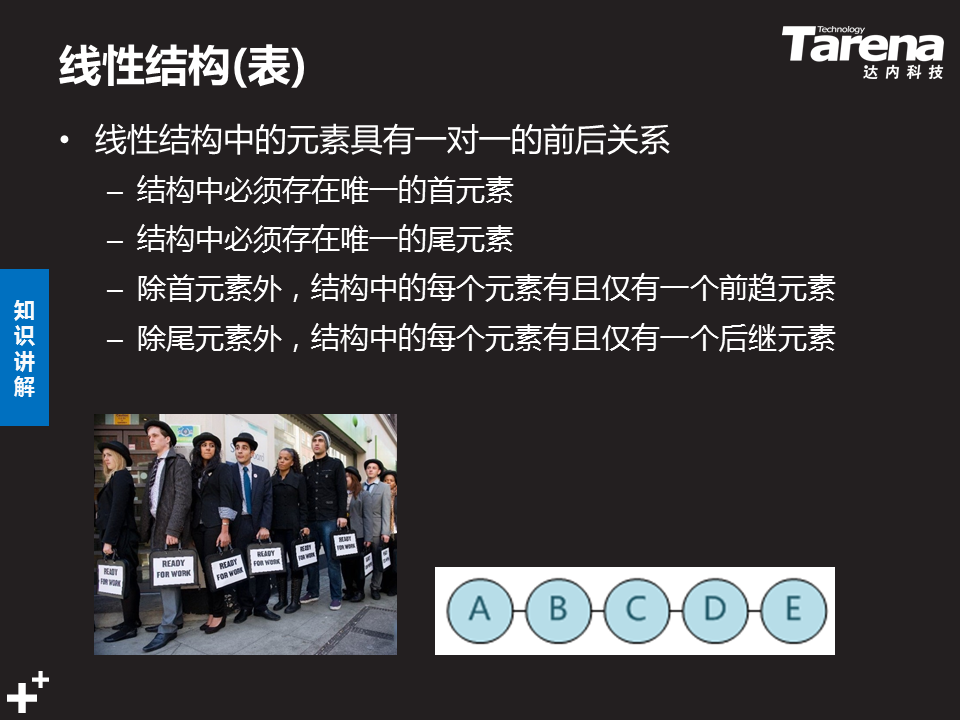 线性结构(表)
Technology
Tarena
达内科技
• 线性结构中的元素具有一对一的前后关系
– 结构中必须存在唯一的首元素
– 结构中必须存在唯一的尾元素
– 除首元素外，结构中的每个元素有且仅有一个前趋元素
– 除尾元素外，结构中的每个元素有且仅有一个后继元素
知
识
讲
解
READY
FOR WORK
READY
FOR WORK
READY
FOR WORK
READY
FOR WORK
READY
FOR WORK
READY
FOR WORK
A B C D E